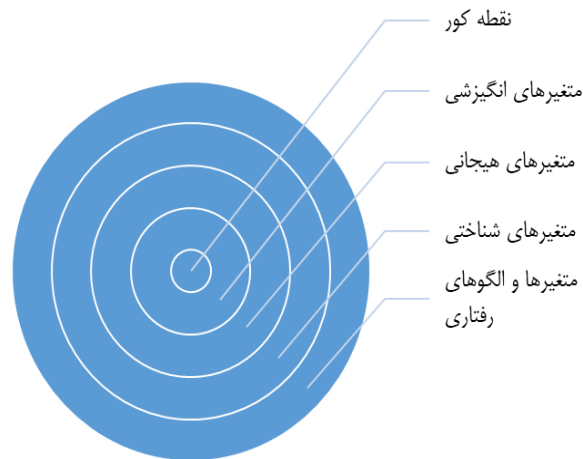 نقطه کور
متغیرهای انگیزشی
متغیرهای هیجانی
متغیرهای شناختی
متغیرها و الگوهای
رفتاری